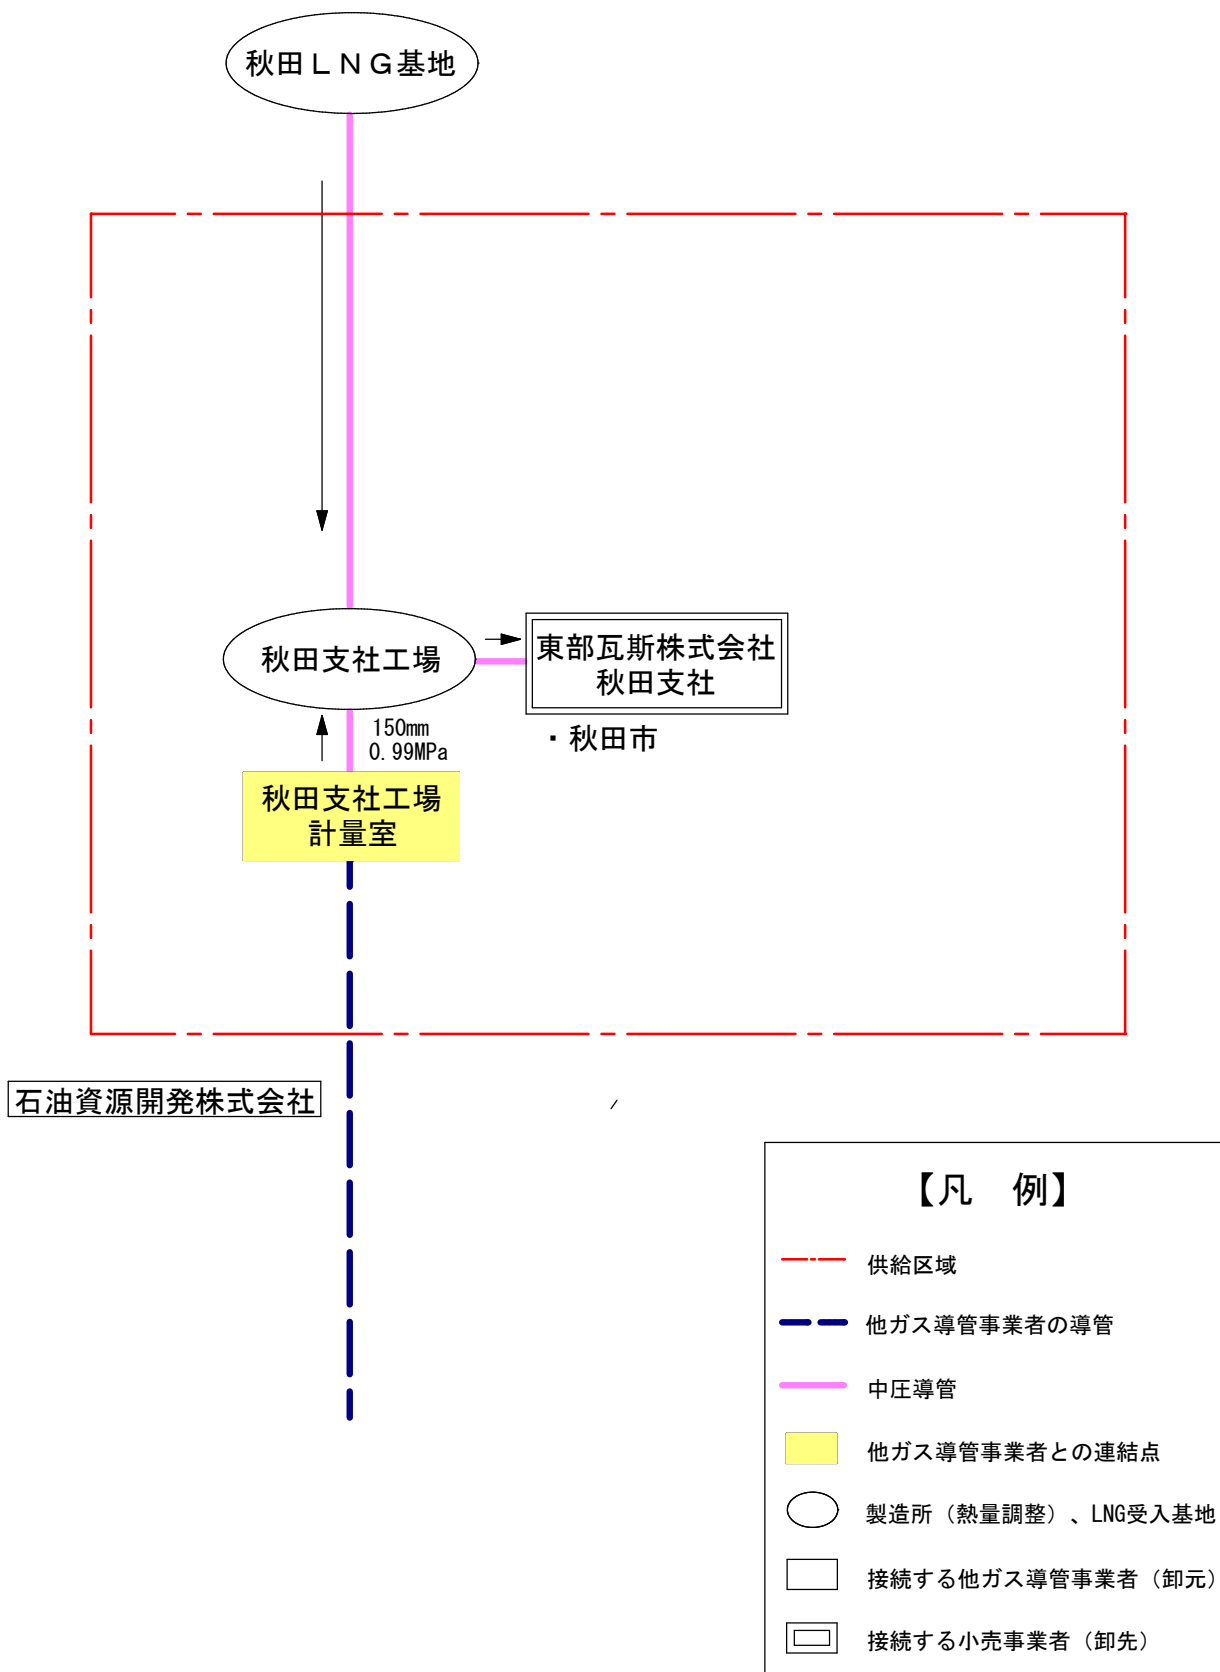 秋田ＬＮＧ基地
秋田支社工場
東部瓦斯株式会社
秋田支社
・秋田市
150mm
0.99MPa
秋田支社工場
計量室
石油資源開発株式会社
【凡　例】
供給区域
他ガス導管事業者の導管
中圧導管
他ガス導管事業者との連結点
製造所（熱量調整）、LNG受入基地
接続する他ガス導管事業者（卸元）
接続する小売事業者（卸先）